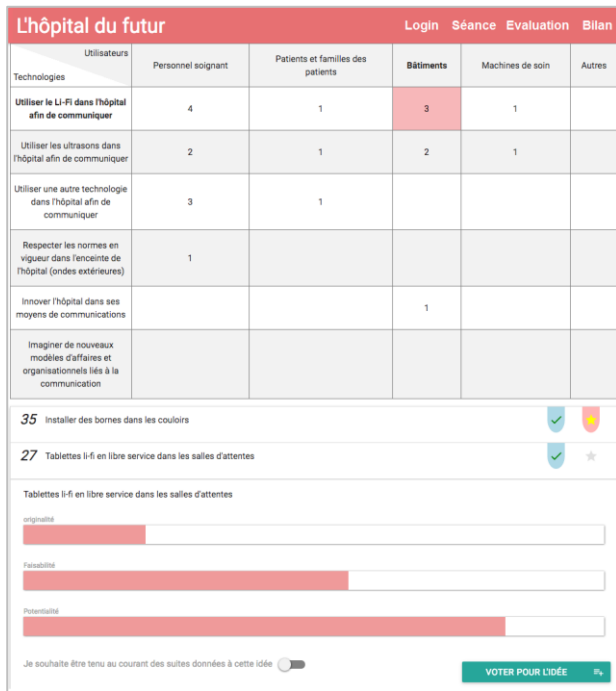 L'hôpital du futur
Login Séance Evaluation Bilan
Utilisateurs
Technologies
Personnel soignant
Patients et familles des
patients
Bâtiments
Machines de soin
Autres
Utiliser le Li-Fi dans l'hôpital
afin de communiquer
4 1 3 1
Utiliser les ultrasons dans
l'hôpital afin de communiquer
2 1 2 1
Utiliser une autre technologie
dans l'hôpital afin de
communiquer
3 1
Respecter les normes en
vigueur dans l'enceinte de
l'hôpital (ondes extérieures)
1
Innover l'hôpital dans ses
moyens de communications
1
Imaginer de nouveaux
modèles d'affaires et
organisationnels liés à la
communication
35 Installer des bornes dans les couloirs
27 Tablettes li-fi en libre service dans les salles d'attentes
Tablettes li-fi en libre service dans les salles d'attentes
originalité
Faisabilité
Potentialité
Je souhaite être tenu au courant des suites données à cette idée
VOTER POUR L'IDÉE